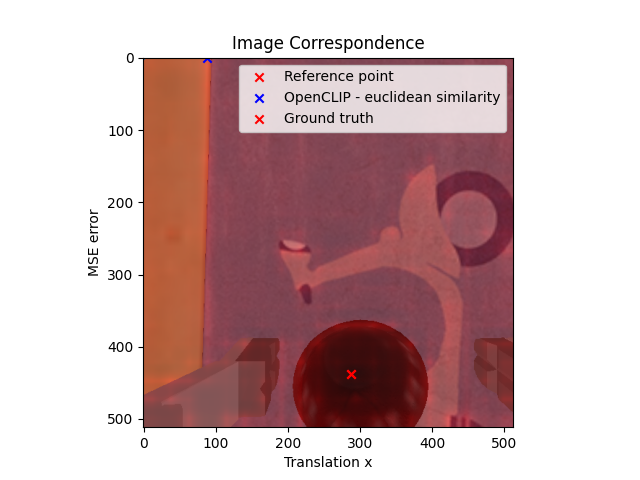 Image Correspondence
Reference point
OpenCLIP - euclidean similarity
Ground truth
0
100
200
300
400
500
MSE error
0
100
200
300
400
500
Translation x